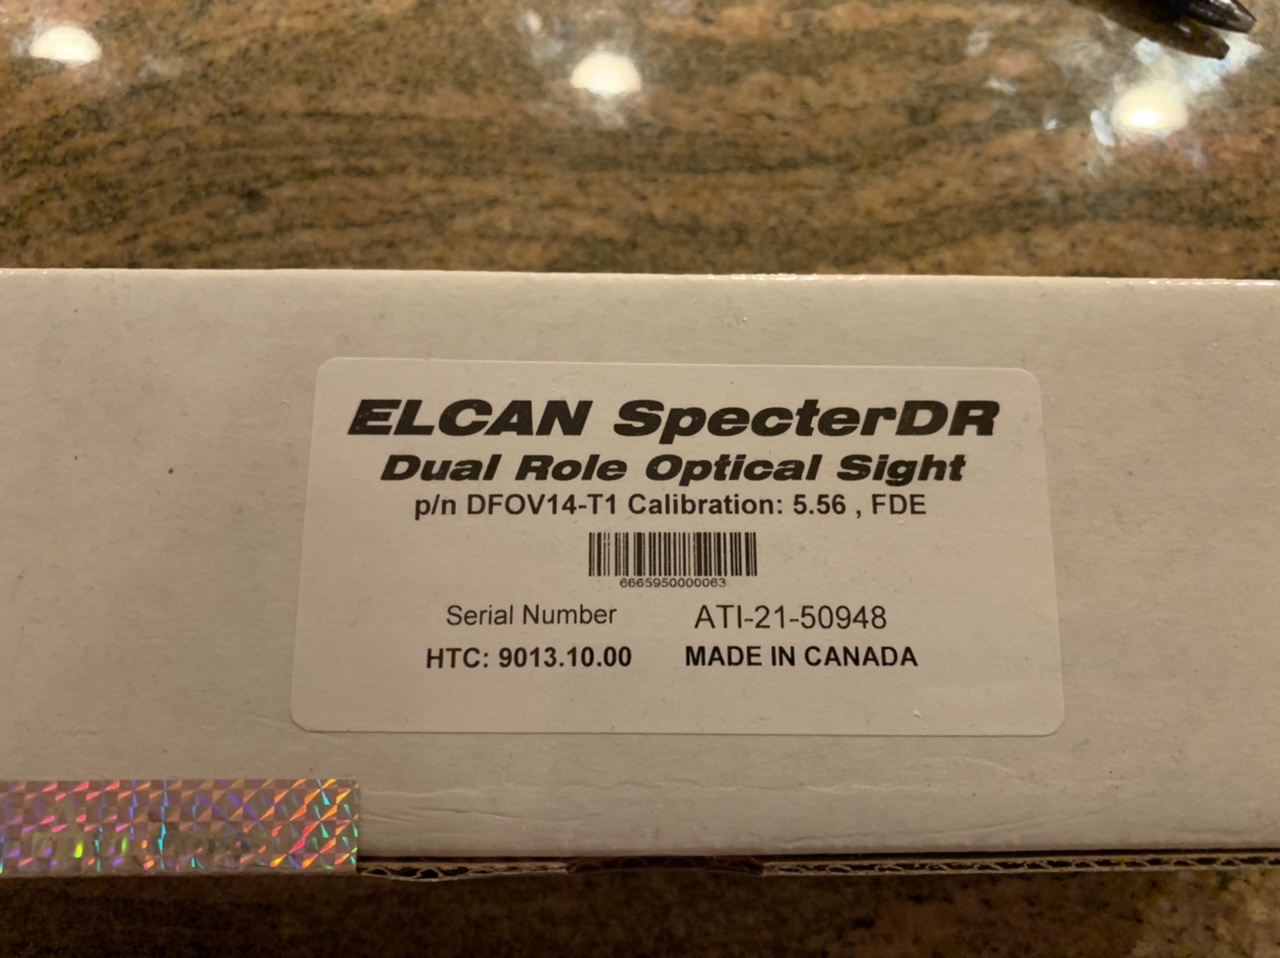 ELCAN SpecterDR
Dual Role Optical Sight
p/n DFOV14-T1 Calibration: 5.56 , FDE
6665950000063
Serial Number ATI-21-50948
HTC: 9013.10.00 MADE IN CANADA